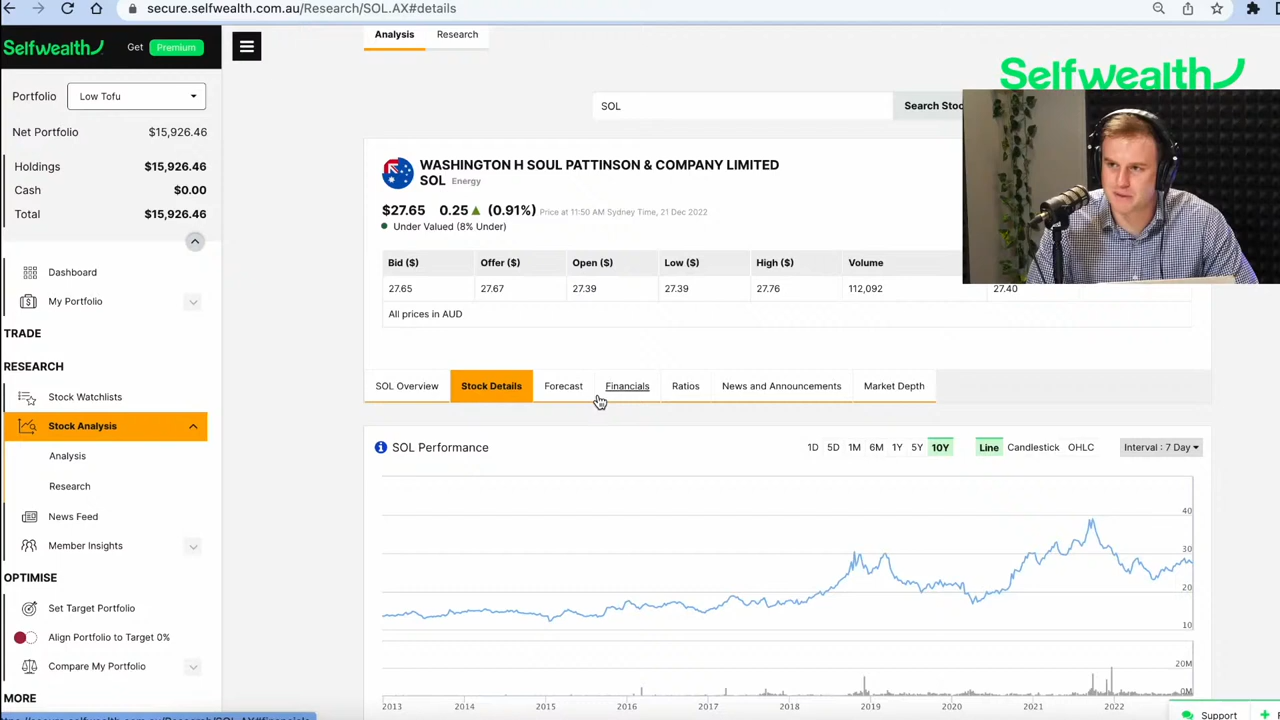 secure.selfwealth.com.au/Research/SOL.AX#details
Selfwealth
Get Premium
Portfolio
Low Tofu
Net Portfolio $15,926.46
Holdings $15,926.46
Cash $0.00
Total $15,926.46
Dashboard
My Portfolio
TRADE
RESEARCH
Stock Watchlists
Stock Analysis
Analysis
Research
News Feed
Member Insights
OPTIMISE
Set Target Portfolio
Align Portfolio to Target 0%
Compare My Portfolio
MORE
Analysis Research
Selfwealth
SOL
Search
WASHINGTON H SOUL PATTINSON & COMPANY LIMITED
SOL Energy
$27.65 0.25 (0.91%) Price at 11:50 AM Sydney Time, 21 Dec 2022
Under Valued (8% Under)
Bid ($) Offer ($) Open ($) Low ($) High ($) Volume
27.65 27.67 27.39 27.39 27.76 112,092 27.40
All prices in AUD
SOL Overview Stock Details Forecast Financials Ratios News and Announcements Market Depth
SOL Performance
1D 5D 1M 6M 1Y 5Y 10Y Line Candlestick OHLC Interval : 7 Day
40
30
20
10
20M
0M
2013 2014 2015 2016 2017 2018 2019 2020 2021 2022
Support